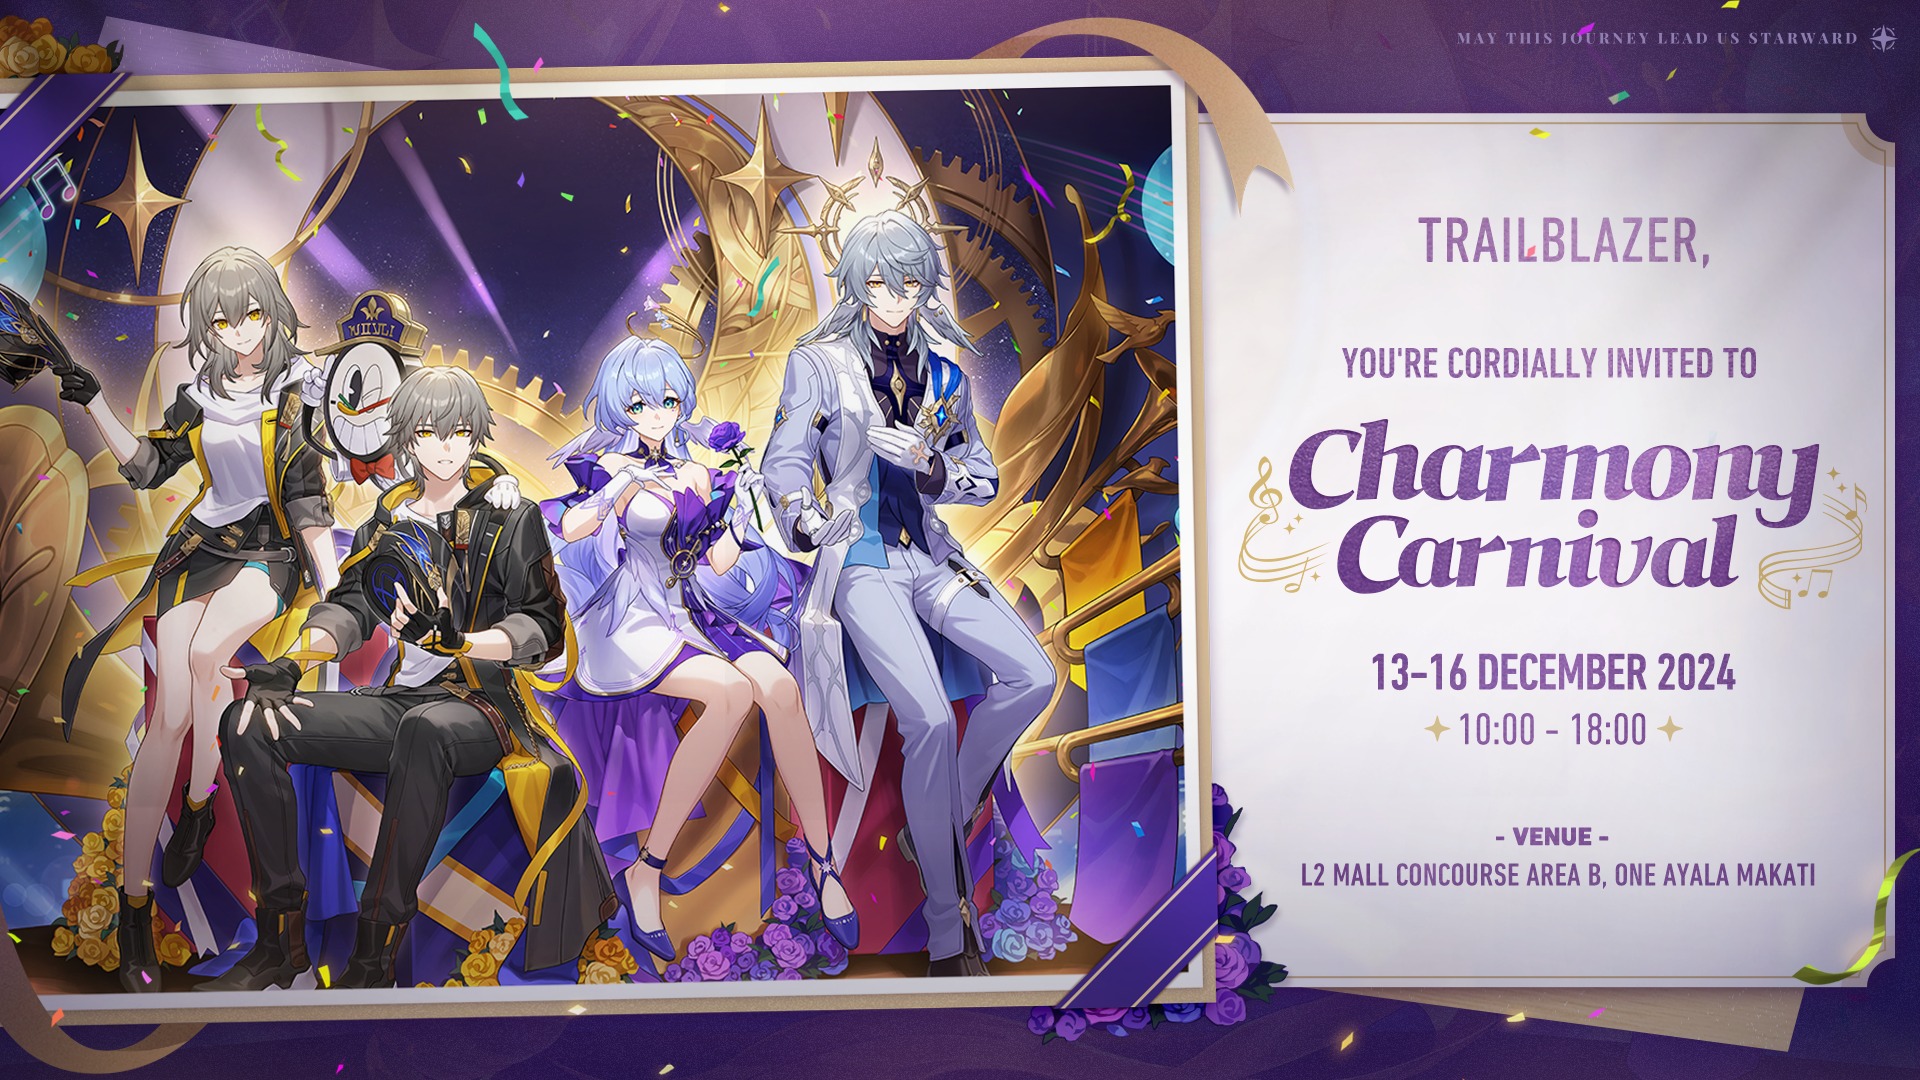 MAY THIS JOURNEY LEAD US STARWARD
TRAILBLAZER,
YOU'RE CORDIALLY INVITED TO
Charmony
Carnival
13-16 DECEMBER 2024
10:00 - 18:00
- VENUE -
L2 MALL CONCOURSE AREA B, ONE AYALA MAKATI